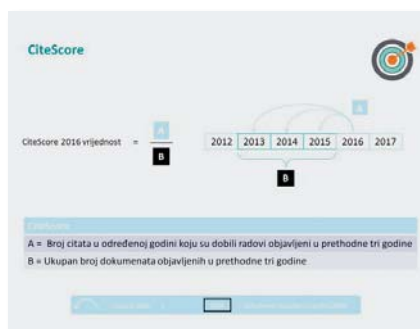 CiteScore
A
CiteScore 2016 vrijednost = A
B
2012 2013 2014 2015 2016 2017
B
CiteScore
A = Broj citata u određenoj godini koju su dobili radovi objavljeni u prethodne tri godine
B = Ukupan broj dokumenata objavljenih u prethodne tri godine